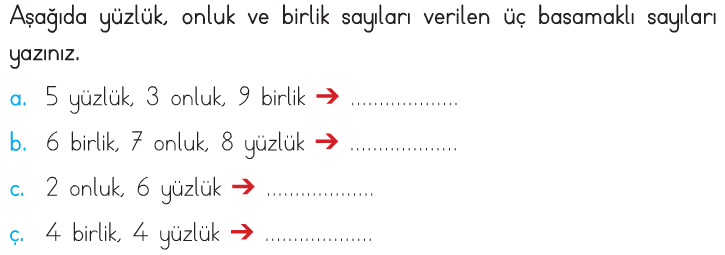 Aşağıda yüzlük, onluk ve birlik sayıları verilen üç basamaklı sayıları
yazınız.
a. 5 yüzlük, 3 onluk, 9 birlik ➔ ...................
b. 6 birlik, 7 onluk, 8 yüzlük ➔ ...................
c. 2 onluk, 6 yüzlük ➔ ...................
ç. 4 birlik, 4 yüzlük ➔ ...................